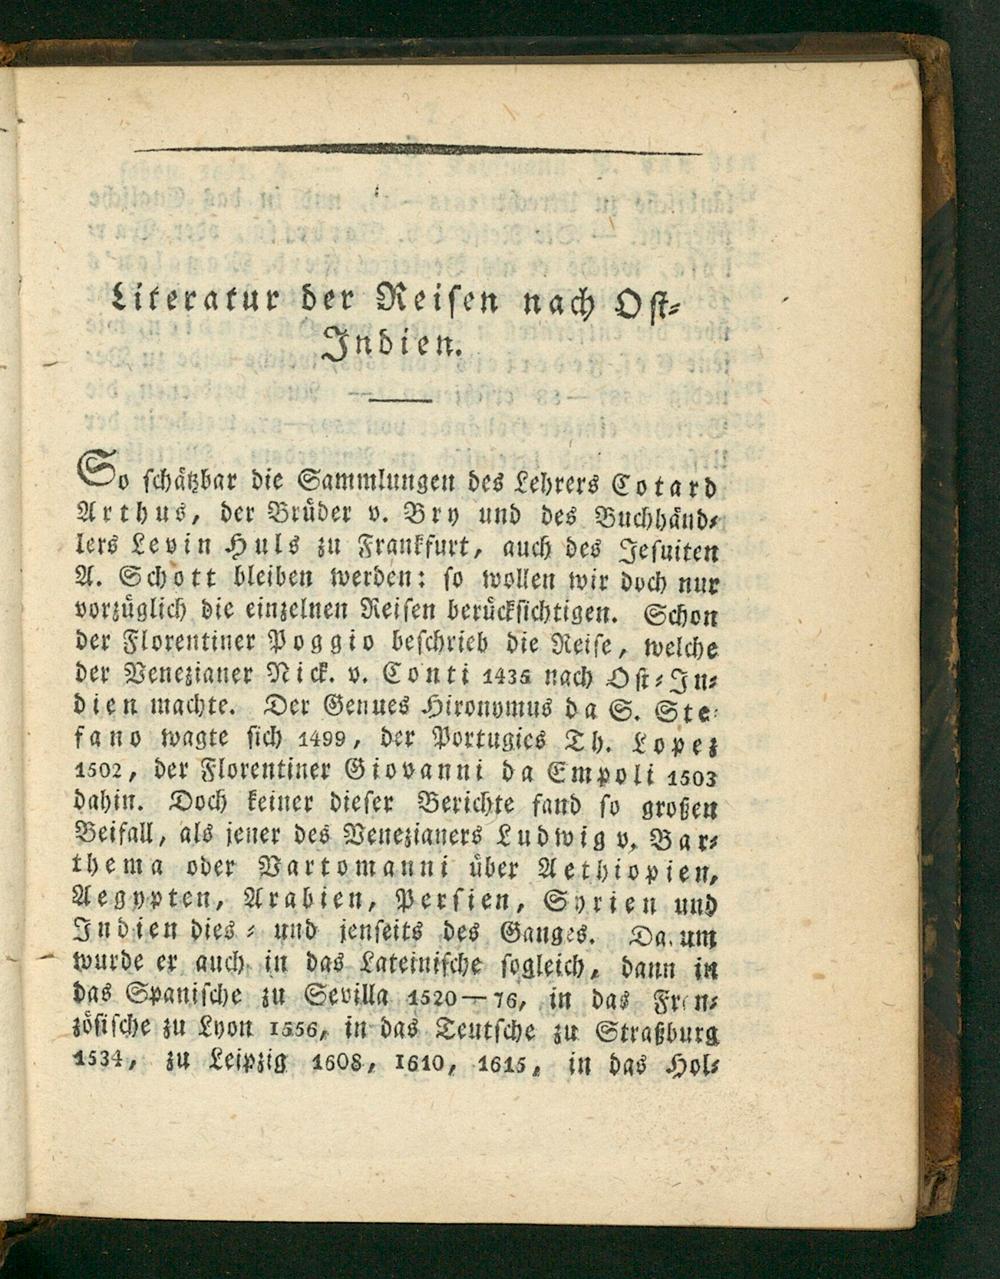 Literatur der Reisen nach Ost-
Indien.
So schätzbar die Sammlungen des Lehrers Cotard
Arthus, der Brüder v. Bry und des Buchhänd-
lers Levin Huls zu Frankfurt, auch des Jesuiten
A. Schott bleiben werden: so wollen wir doch nur
vorzüglich die einzelnen Reisen berücksichtigen. Schon
der Florentiner Poggio beschrieb die Reise, welche
der Venezianer Nick. v. Conti 1435 nach Ost-In-
dien machte. Der Genues Hironymus da S. Ste-
fano wagte sich 1499, der Portugies Th. Lopez
1502, der Florentiner Giovanni da Empoli 1503
dahin. Doch keiner dieser Berichte fand so großen
Beifall, als jener des Venezianers Ludwig v. Bar-
thema oder Vartomanni über Aethiopien,
Aegypten, Arabien, Persien, Syrien und
Indien dies- und jenseits des Ganges. Darum
wurde er auch in das Lateinische sogleich, dann in
das Spanische zu Sevilla 1520—76, in das Fran-
zösische zu Lyon 1556, in das Teutsche zu Straßburg
1534, zu Leipzig 1608, 1610, 1615, in das Hol-